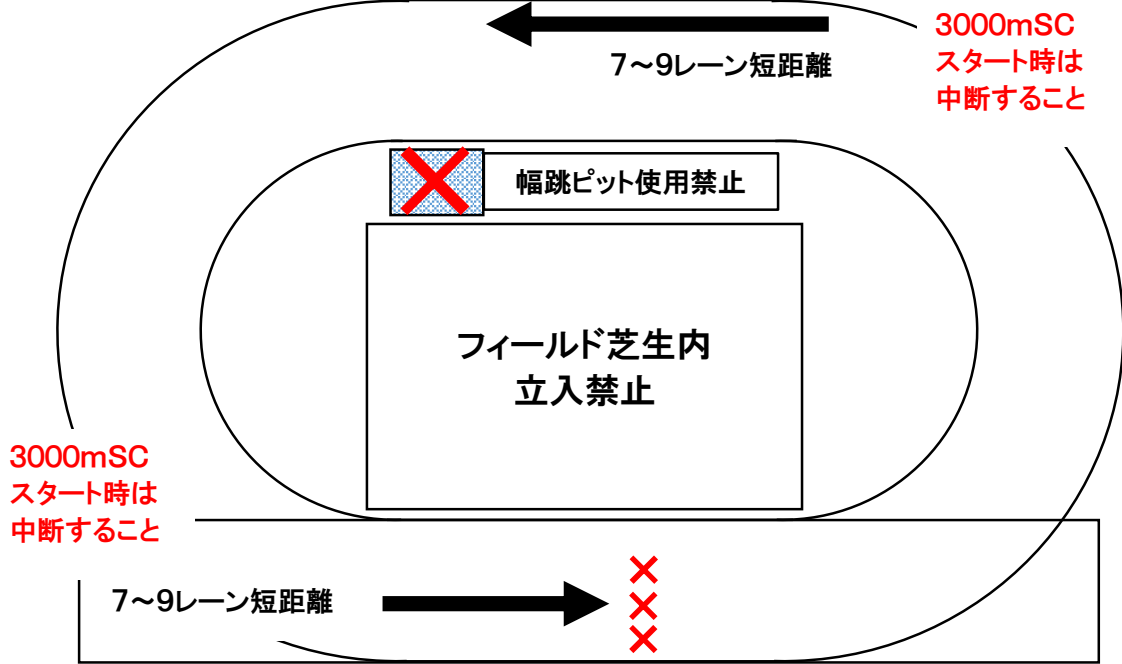 3000mSC
スタート時は
中断すること
7～9レーン短距離
幅跳ピット使用禁止
フィールド芝生内
立入禁止
3000mSC
スタート時は
中断すること
7～9レーン短距離